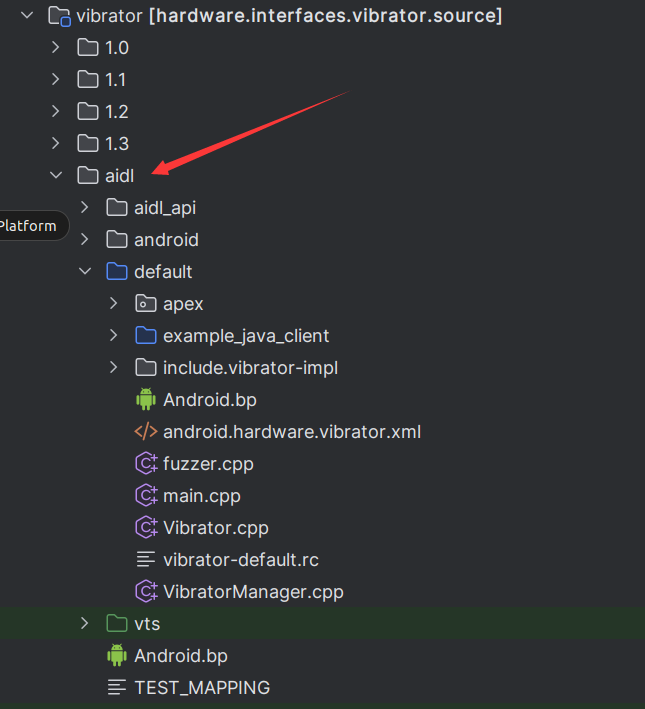 vibrator [hardware.interfaces.vibrator.source]
1.0
1.1
1.2
1.3
aidl
aidl_api
Platform
android
default
apex
example_java_client
include.vibrator-impl
Android.bp
android.hardware.vibrator.xml
fuzzer.cpp
main.cpp
Vibrator.cpp
vibrator-default.rc
VibratorManager.cpp
vts
Android.bp
TEST_MAPPING